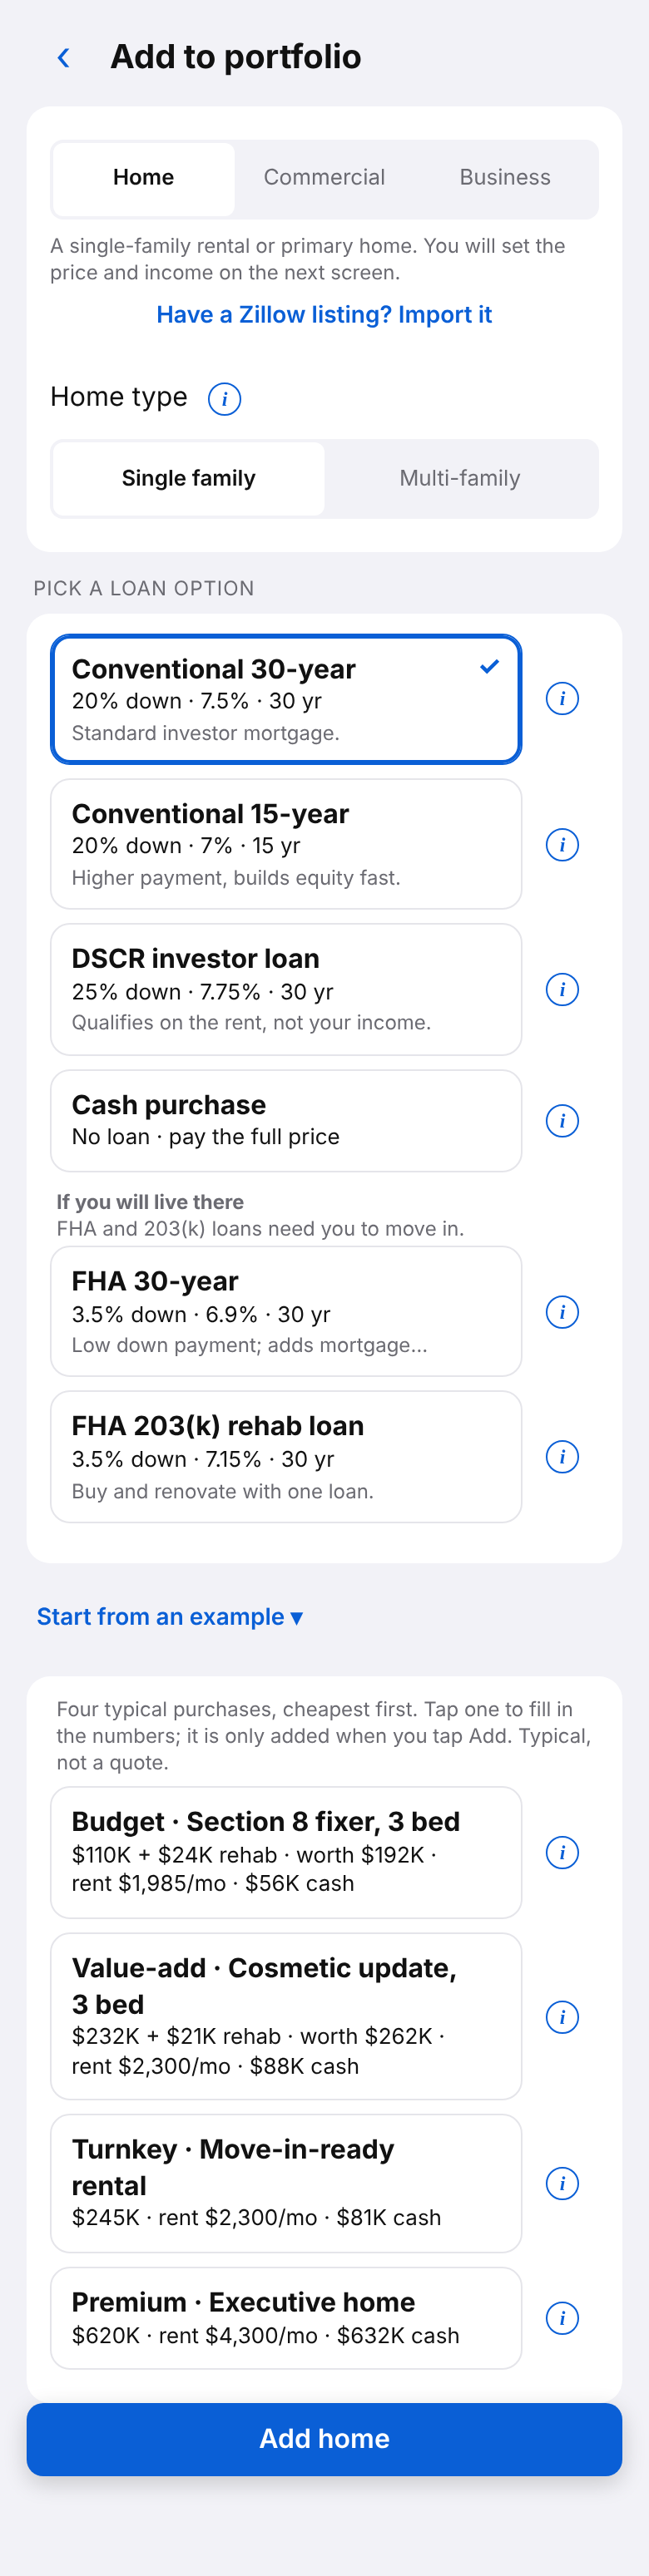 ‹ Add to portfolio
Home Commercial Business
A single-family rental or primary home. You will set the
price and income on the next screen.
Have a Zillow listing? Import it
Home type i
Single family Multi-family
PICK A LOAN OPTION
Conventional 30-year ✓
20% down · 7.5% · 30 yr
Standard investor mortgage.
i
Conventional 15-year
20% down · 7% · 15 yr
Higher payment, builds equity fast.
i
DSCR investor loan
25% down · 7.75% · 30 yr
Qualifies on the rent, not your income.
i
Cash purchase
No loan · pay the full price
i
If you will live there
FHA and 203(k) loans need you to move in.
FHA 30-year
3.5% down · 6.9% · 30 yr
Low down payment; adds mortgage...
i
FHA 203(k) rehab loan
3.5% down · 7.15% · 30 yr
Buy and renovate with one loan.
i
Start from an example ▾
Four typical purchases, cheapest first. Tap one to fill in
the numbers; it is only added when you tap Add. Typical,
not a quote.
Budget · Section 8 fixer, 3 bed
$110K + $24K rehab · worth $192K ·
rent $1,985/mo · $56K cash
i
Value-add · Cosmetic update,
3 bed
$232K + $21K rehab · worth $262K ·
rent $2,300/mo · $88K cash
i
Turnkey · Move-in-ready
rental
$245K · rent $2,300/mo · $81K cash
i
Premium · Executive home
$620K · rent $4,300/mo · $632K cash
i
Add home